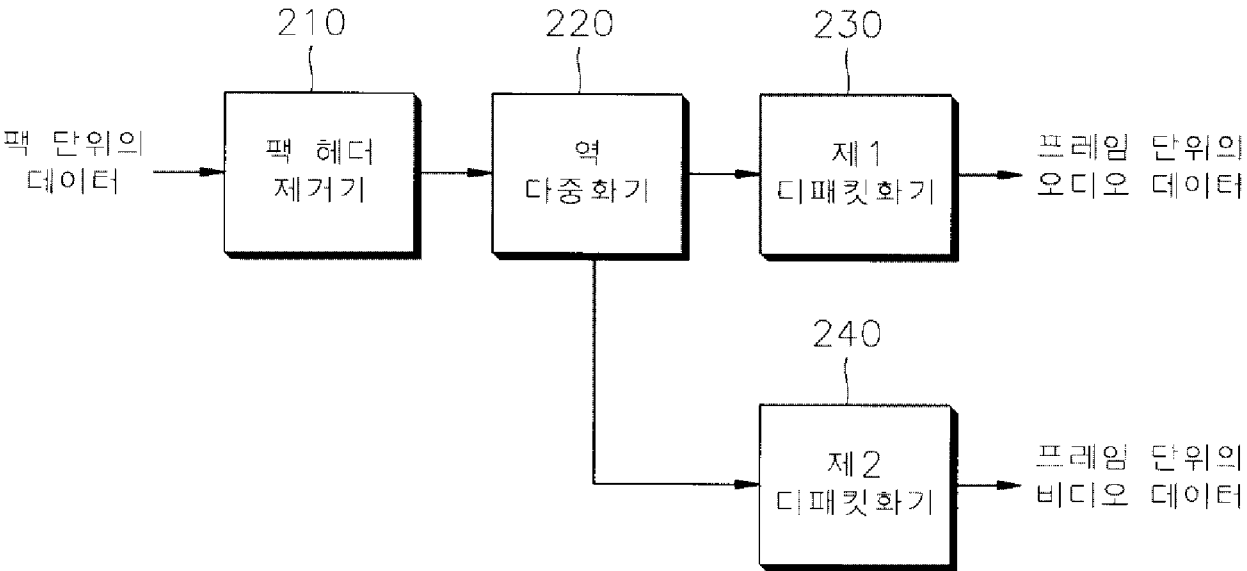 210
220
230
팩 단위의
데이터
팩 헤더
제거기
역
다중화기
제1
디패킷화기
프레임 단위의
오디오 데이터
240
제2
디패킷화기
프레임 단위의
비디오 데이터